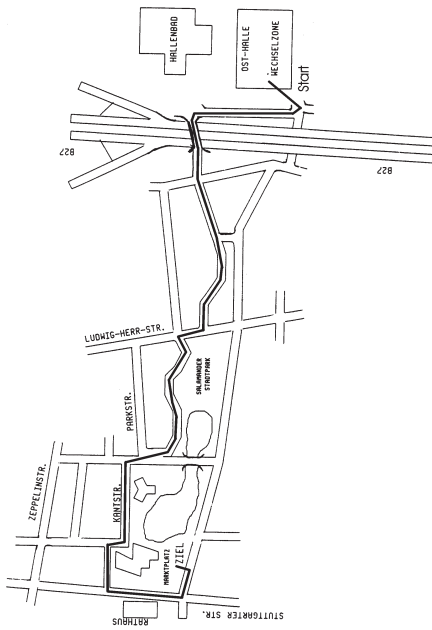 HALLENBAD
OST-HALLE
WECHSELZONE
Start
B27
B27
LUDWIG-HERR-STR.
SALAMANDER
STADTPARK
PARKSTR.
ZEPPELINSTR.
KANTSTR.
MARKTPLATZ
ZIEL
RATHAUS
STUTTGARTER STR.